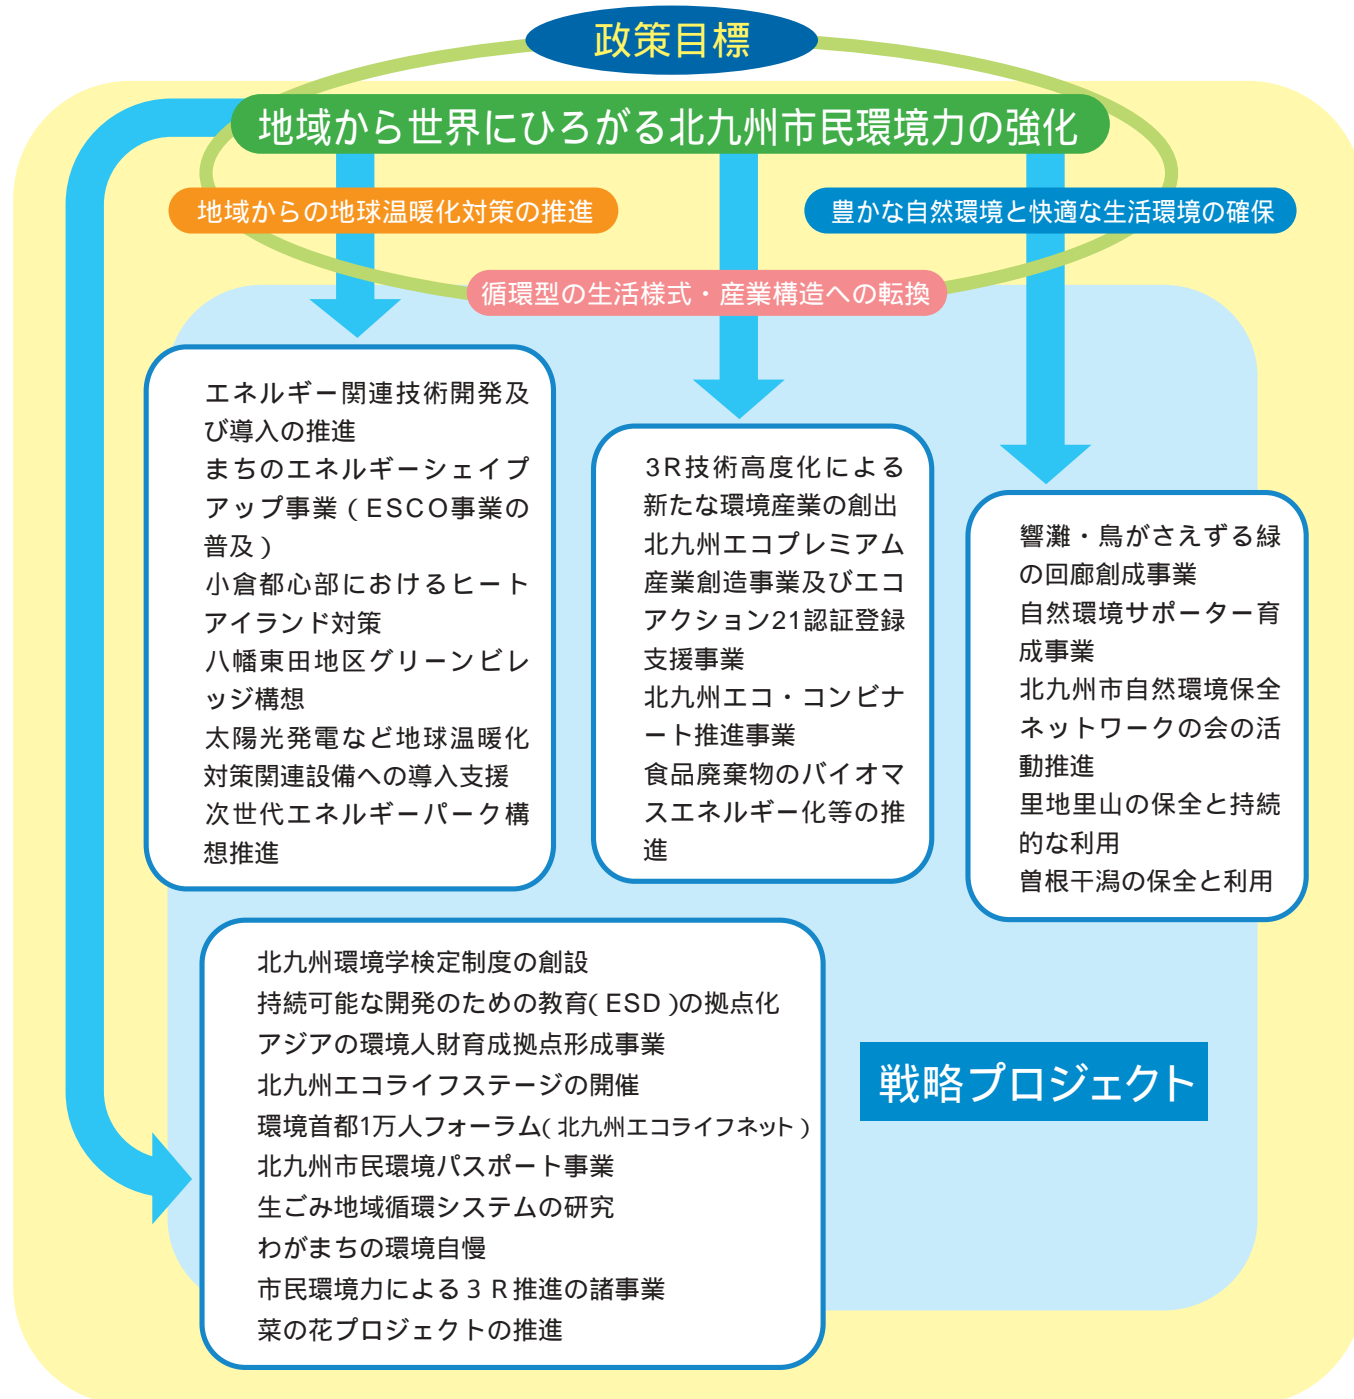 政策目標
地域から世界にひろがる北九州市民環境力の強化
地域からの地球温暖化対策の推進
豊かな自然環境と快適な生活環境の確保
循環型の生活様式・産業構造への転換
エネルギー関連技術開発及
び導入の推進
まちのエネルギーシェイプ
アップ事業（ESCO事業の
普及）
小倉都心部におけるヒート
アイランド対策
八幡東田地区グリーンビレ
ッジ構想
太陽光発電など地球温暖化
対策関連設備への導入支援
次世代エネルギーパーク構
想推進
3R技術高度化による
新たな環境産業の創出
北九州エコプレミアム
産業創造事業及びエコ
アクション21認証登録
支援事業
北九州エコ・コンビナ
ート推進事業
食品廃棄物のバイオマ
スエネルギー化等の推
進
響灘・鳥がさえずる緑
の回廊創成事業
自然環境サポーター育
成事業
北九州市自然環境保全
ネットワークの会の活
動推進
里地里山の保全と持続
的な利用
曽根干潟の保全と利用
北九州環境学検定制度の創設
持続可能な開発のための教育（ESD）の拠点化
アジアの環境人財育成拠点形成事業
北九州エコライフステージの開催
環境首都1万人フォーラム（北九州エコライフネット）
北九州市民環境パスポート事業
生ごみ地域循環システムの研究
わがまちの環境自慢
市民環境力による３Ｒ推進の諸事業
菜の花プロジェクトの推進
戦略プロジェクト